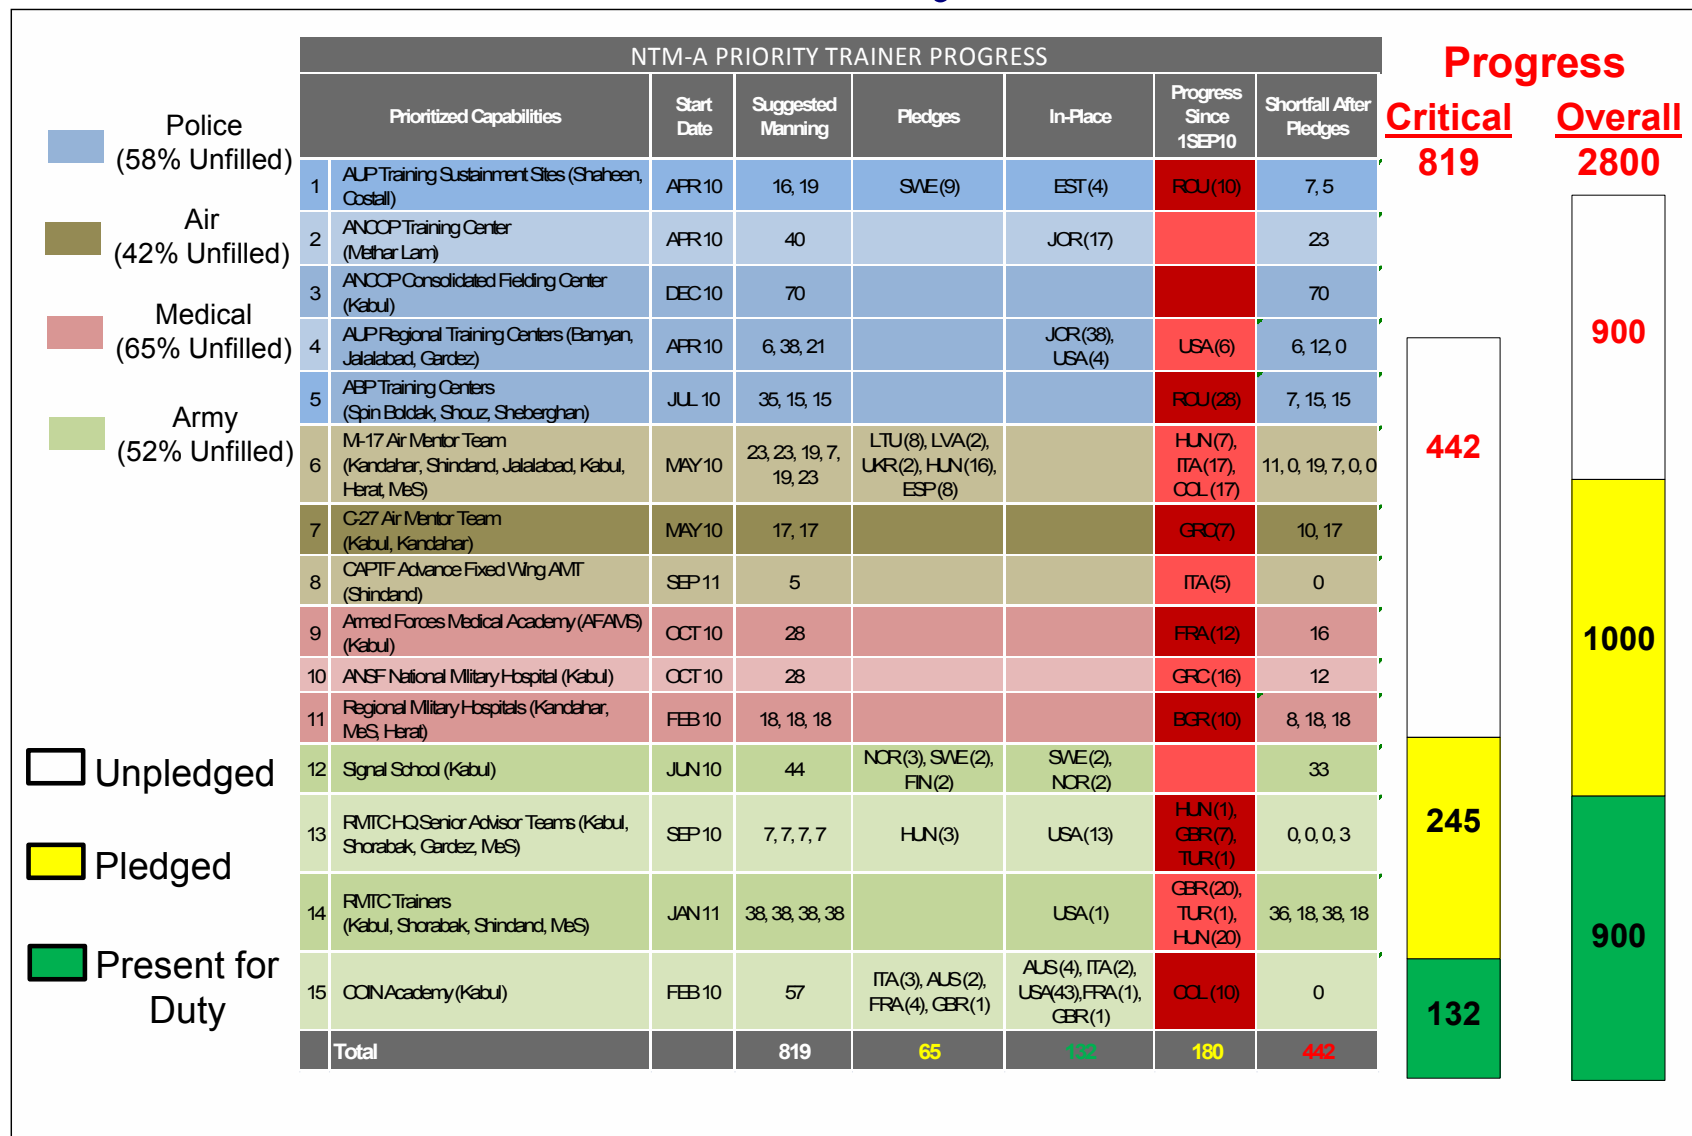 NTM-A PRIORITY TRAINER PROGRESS
Prioritized Capabilities
Start
Date
Suggested
Manning
Pledges
In-Place
Progress
Since
1SEP10
Shortfall After
Pledges
1
AUP Training Sustainment Sites (Shaheen,
Costall)
APR 10
16, 19
SWE (9)
EST (4)
ROU (10)
7, 5
2
ANCOP Training Center
(Methar Lam)
APR 10
40
JOR (17)
23
3
ANCOP Consolidated Fielding Center
(Kabul)
DEC 10
70
70
4
AUP Regional Training Centers (Bamyan,
Jalalabad, Gardez)
APR 10
6, 38, 21
JOR (38),
USA (4)
USA (6)
6, 12, 0
5
ABP Training Centers
(Spin Boldak, Shouz, Sheberghan)
JUL 10
35, 15, 15
ROU (28)
7, 15, 15
6
M-17 Air Mentor Team
(Kandahar, Shindand, Jalalabad, Kabul,
Herat, MeS)
MAY 10
23, 23, 19, 7,
19, 23
LTU (8), LVA (2),
UKR (2), HUN (16),
ESP (8)
HUN (7),
ITA (17),
COL (17)
11, 0, 19, 7, 0, 0
7
C-27 Air Mentor Team
(Kabul, Kandahar)
MAY 10
17, 17
GRC(7)
10, 17
8
CAPTF Advance Fixed Wing AMT
(Shindand)
SEP 11
5
ITA (5)
0
9
Armed Forces Medical Academy (AFAMS)
(Kabul)
OCT 10
28
FRA (12)
16
10
ANSF National Military Hospital (Kabul)
OCT 10
28
GRC (16)
12
11
Regional Military Hospitals (Kandahar,
MeS, Herat)
FEB 10
18, 18, 18
BGR (10)
8, 18, 18
12
Signal School (Kabul)
JUN 10
44
NOR (3), SWE (2),
FIN (2)
SWE (2),
NOR (2)
33
13
RMTC HQ Senior Advisor Teams (Kabul,
Shorabak, Gardez, MeS)
SEP 10
7, 7, 7, 7
HUN (3)
USA (13)
HUN (1),
GBR (7),
TUR (1)
0, 0, 0, 3
14
RMTC Trainers
(Kabul, Shorabak, Shindand, MeS)
JAN 11
38, 38, 38, 38
USA (1)
GBR (20),
TUR (1),
HUN (20)
36, 18, 38, 18
15
COIN Academy (Kabul)
FEB 10
57
ITA (3), AUS (2),
FRA (4), GBR (1)
AUS (4), ITA (2),
USA(43),FRA (1),
GBR (1)
COL (10)
0
Total
819
65
132
180
442
Police
(58% Unfilled)
Air
(42% Unfilled)
Medical
(65% Unfilled)
Army
(52% Unfilled)
Unpledged
Pledged
Present for
Duty
Progress
Critical
819
442
245
132
Overall
2800
900
1000
900